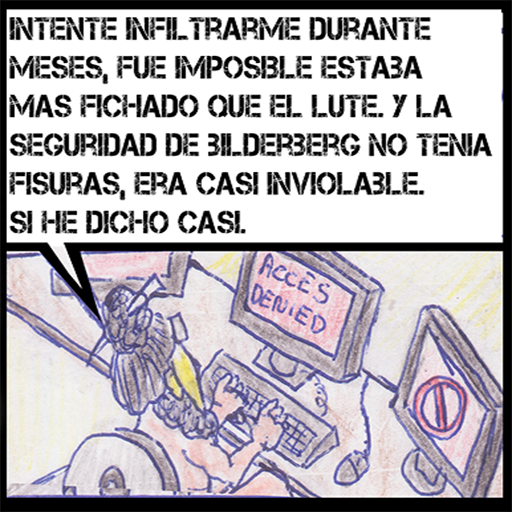 INTENTE INFILTRARME DURANTE
MESES, FUE IMPOSBLE ESTABA
MAS FICHADO QUE EL LUTE. Y LA
SEGURIDAD DE BILDERBERG NO TENIA
FISURAS, ERA CASI INVIOLABLE.
SI HE DICHO CASI.
ACCÈS
DENIED